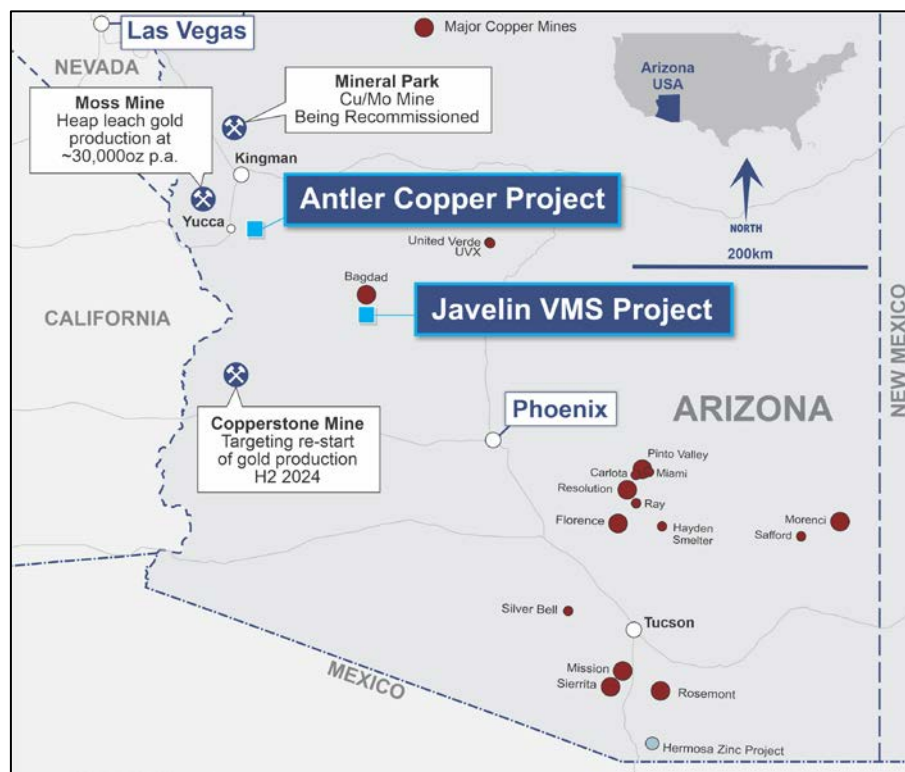 Las Vegas
Major Copper Mines
NEVADA
Mineral Park
Cu/Mo Mine
Being Recommissioned
Arizona
USA
Moss Mine
Heap leach gold
production at
~30,000oz p.a.
Kingman
Antler Copper Project
Yucca
NORTH
200km
United Verde
UVX
Bagdad
Javelin VMS Project
CALIFORNIA
NEW MEXICO
Phoenix
ARIZONA
Copperstone Mine
Targeting re-start
of gold production
H2 2024
Pinto Valley
Carlota
Miami
Resolution
Ray
Florence
Hayden
Smelter
Morenci
Safford
Silver Bell
Tucson
Mission
Sierrita
Rosemont
MEXICO
Hermosa Zinc Project